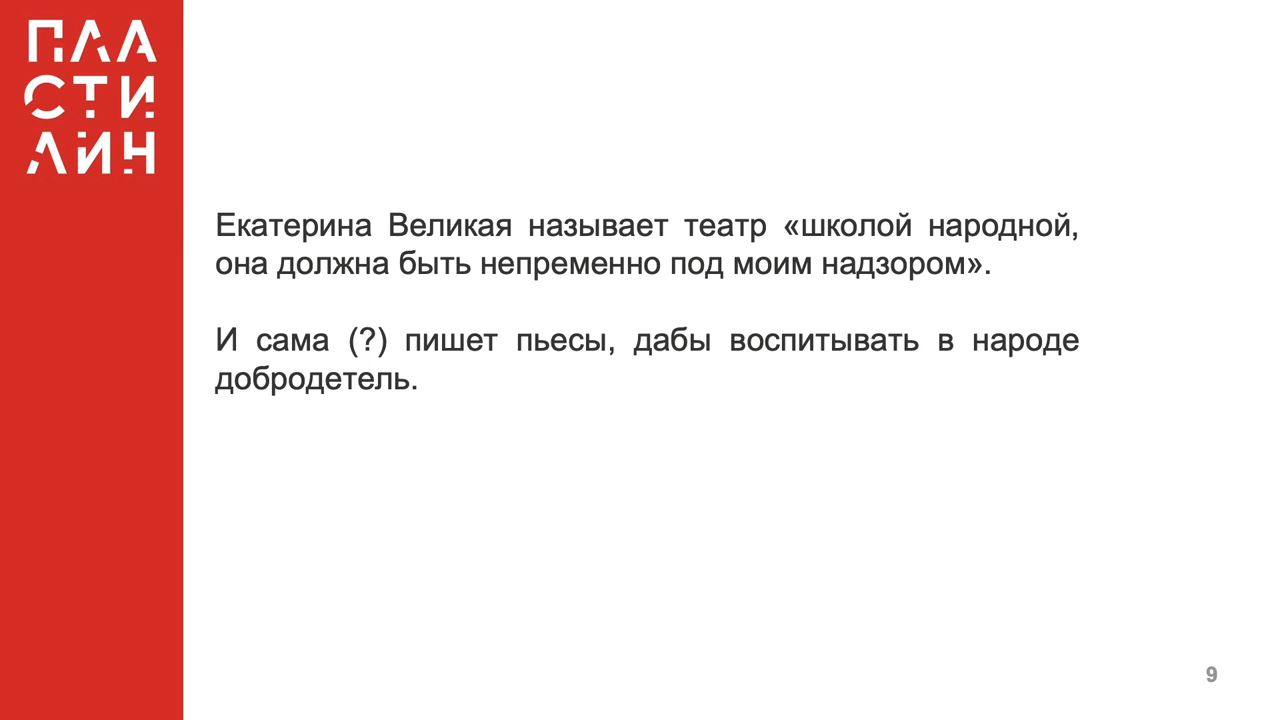 ПЛА
СТИ
ЛИН
Екатерина Великая называет театр «школой народной,
она должна быть непременно под моим надзором».
И сама (?) пишет пьесы, дабы воспитывать в народе
добродетель.
9